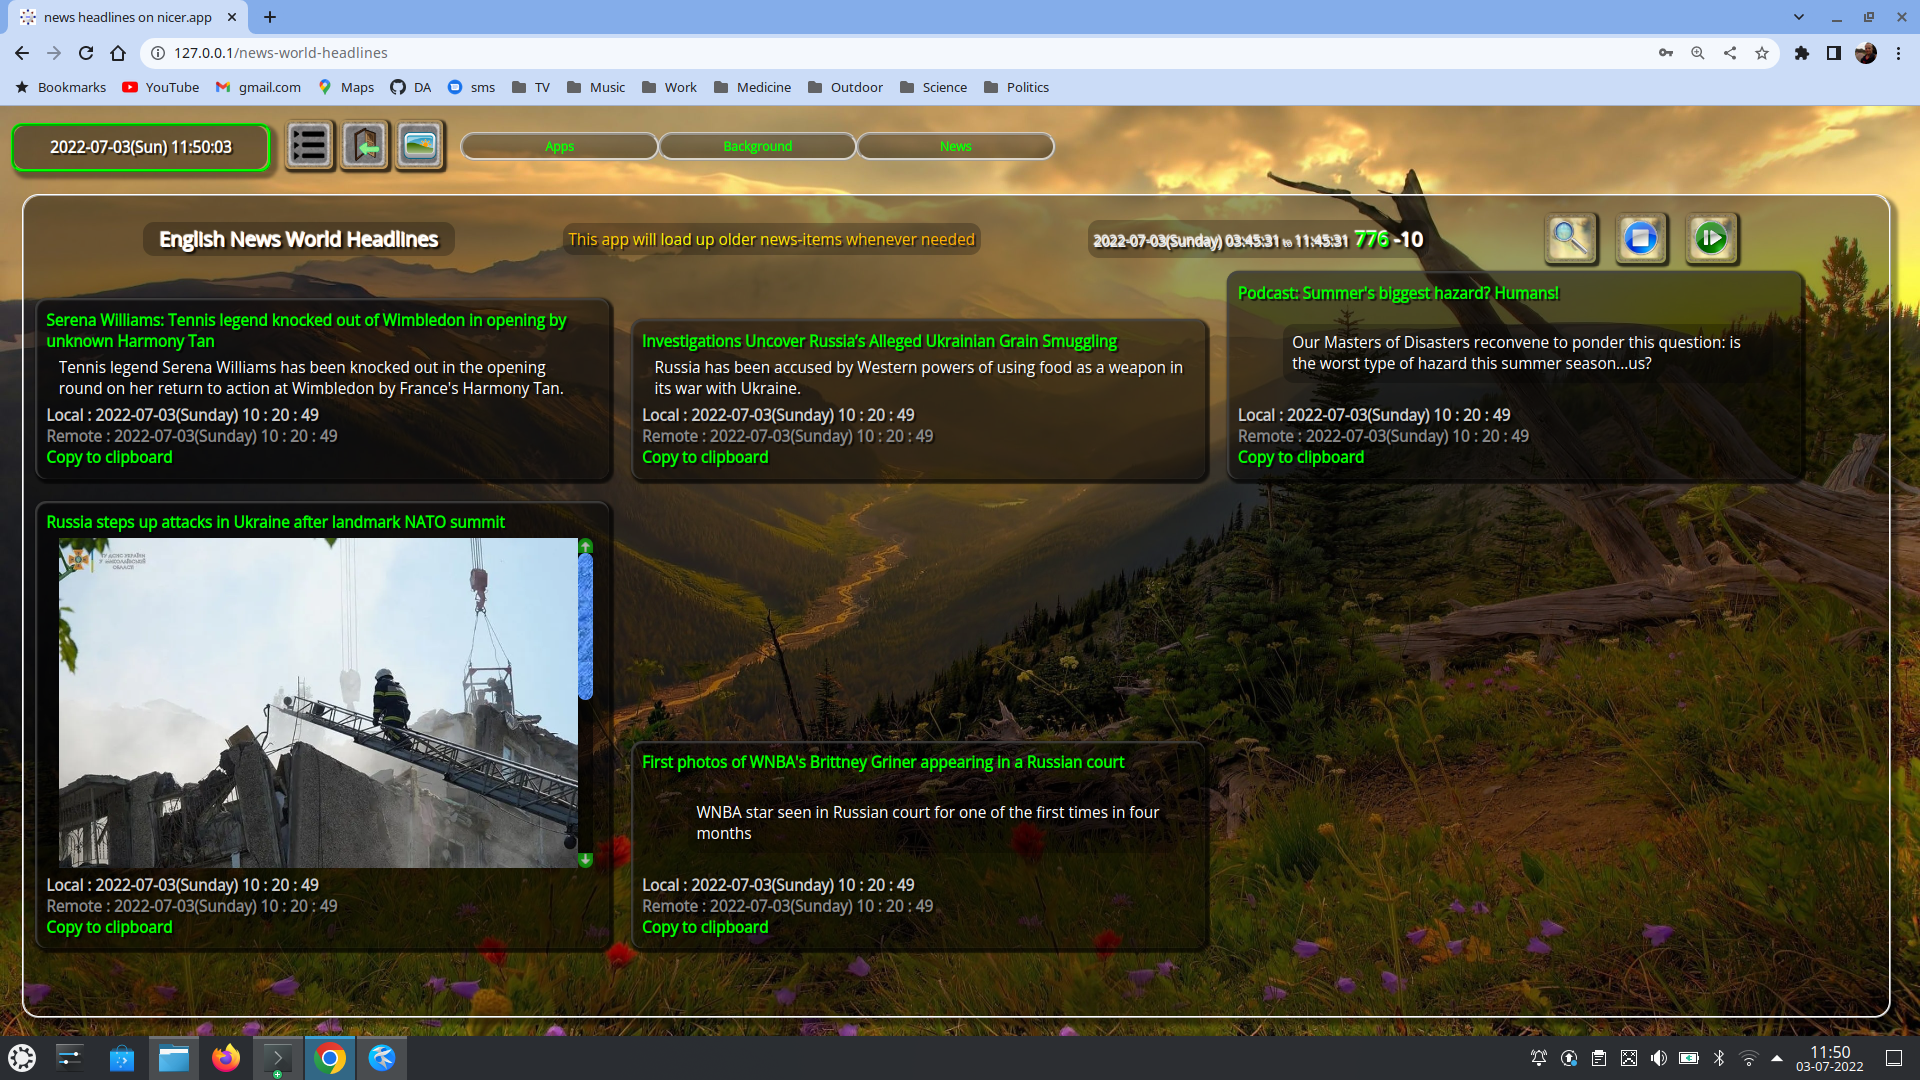 news headlines on nicer.app
127.0.0.1/news-world-headlines
Bookmarks YouTube gmail.com Maps DA sms TV Music Work Medicine Outdoor Science Politics
2022-07-03(Sun) 11:50:03
Apps Background News
English News World Headlines
This app will load up older news-items whenever needed
2022-07-03(Sunday) 03:45:31 to 11:45:31 776 -10
Serena Williams: Tennis legend knocked out of Wimbledon in opening by
unknown Harmony Tan
Tennis legend Serena Williams has been knocked out in the opening
round on her return to action at Wimbledon by France's Harmony Tan.
Local : 2022-07-03(Sunday) 10 : 20 : 49
Remote : 2022-07-03(Sunday) 10 : 20 : 49
Copy to clipboard
Investigations Uncover Russia’s Alleged Ukrainian Grain Smuggling
Russia has been accused by Western powers of using food as a weapon in
its war with Ukraine.
Local : 2022-07-03(Sunday) 10 : 20 : 49
Remote : 2022-07-03(Sunday) 10 : 20 : 49
Copy to clipboard
Podcast: Summer's biggest hazard? Humans!
Our Masters of Disasters reconvene to ponder this question: is
the worst type of hazard this summer season...us?
Local : 2022-07-03(Sunday) 10 : 20 : 49
Remote : 2022-07-03(Sunday) 10 : 20 : 49
Copy to clipboard
Russia steps up attacks in Ukraine after landmark NATO summit
Local : 2022-07-03(Sunday) 10 : 20 : 49
Remote : 2022-07-03(Sunday) 10 : 20 : 49
Copy to clipboard
First photos of WNBA's Brittney Griner appearing in a Russian court
WNBA star seen in Russian court for one of the first times in four
months
Local : 2022-07-03(Sunday) 10 : 20 : 49
Remote : 2022-07-03(Sunday) 10 : 20 : 49
Copy to clipboard
11:50
03-07-2022